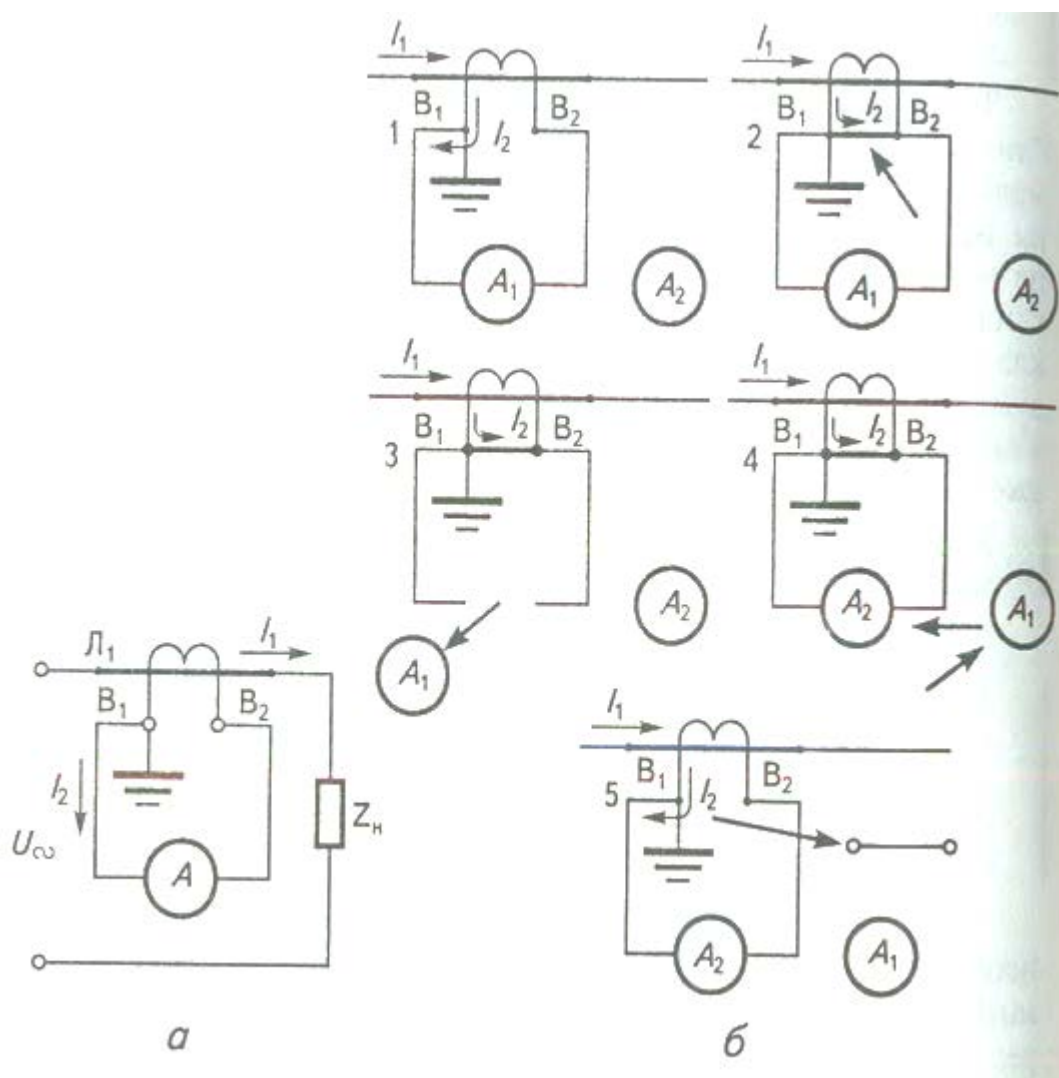 I₁ I₁
B₁ I₂ B₂ B₁ I₂ B₂
1 2
A₁ A₂ A₁ A₂
I₁ I₁
B₁ I₂ B₂ B₁ I₂ B₂
3 4
A₂ A₂ A₁
Л₁ I₁ A₁
B₁ B₂ I₁
B₁ I₂ B₂
I₂ 5
U~ Zн
A A₂ A₁
а б